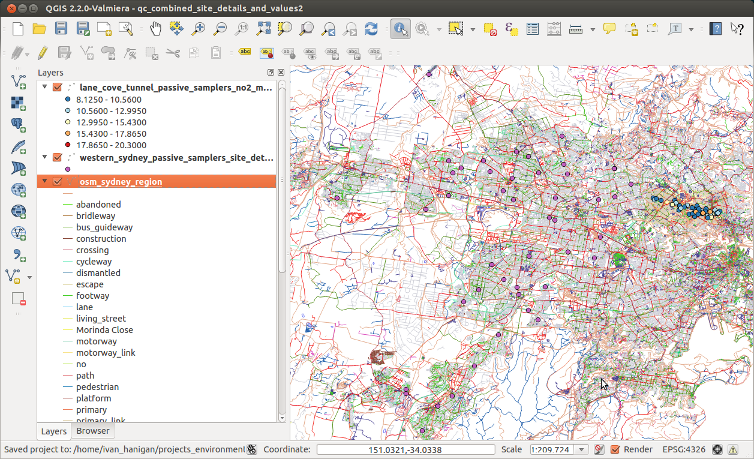 QGIS 2.2.0-Valmiera - qc_combined_site_details_and_values2
Layers
lane_cove_tunnel_passive_samplers_no2_m...
8.1250 - 10.5600
10.5600 - 12.9950
12.9950 - 15.4300
15.4300 - 17.8650
17.8650 - 20.3000
western_sydney_passive_samplers_site_det...
osm_sydney_region
abandoned
bridleway
bus_guideway
construction
crossing
cycleway
dismantled
escape
footway
lane
living_street
Morinda Close
motorway
motorway_link
no
path
pedestrian
platform
primary
primary_link
Layers Browser
Saved project to: /home/ivan_hanigan/projects_environment
Coordinate: 151.0321,-34.0338 Scale 1:209.724 Render EPSG:4326